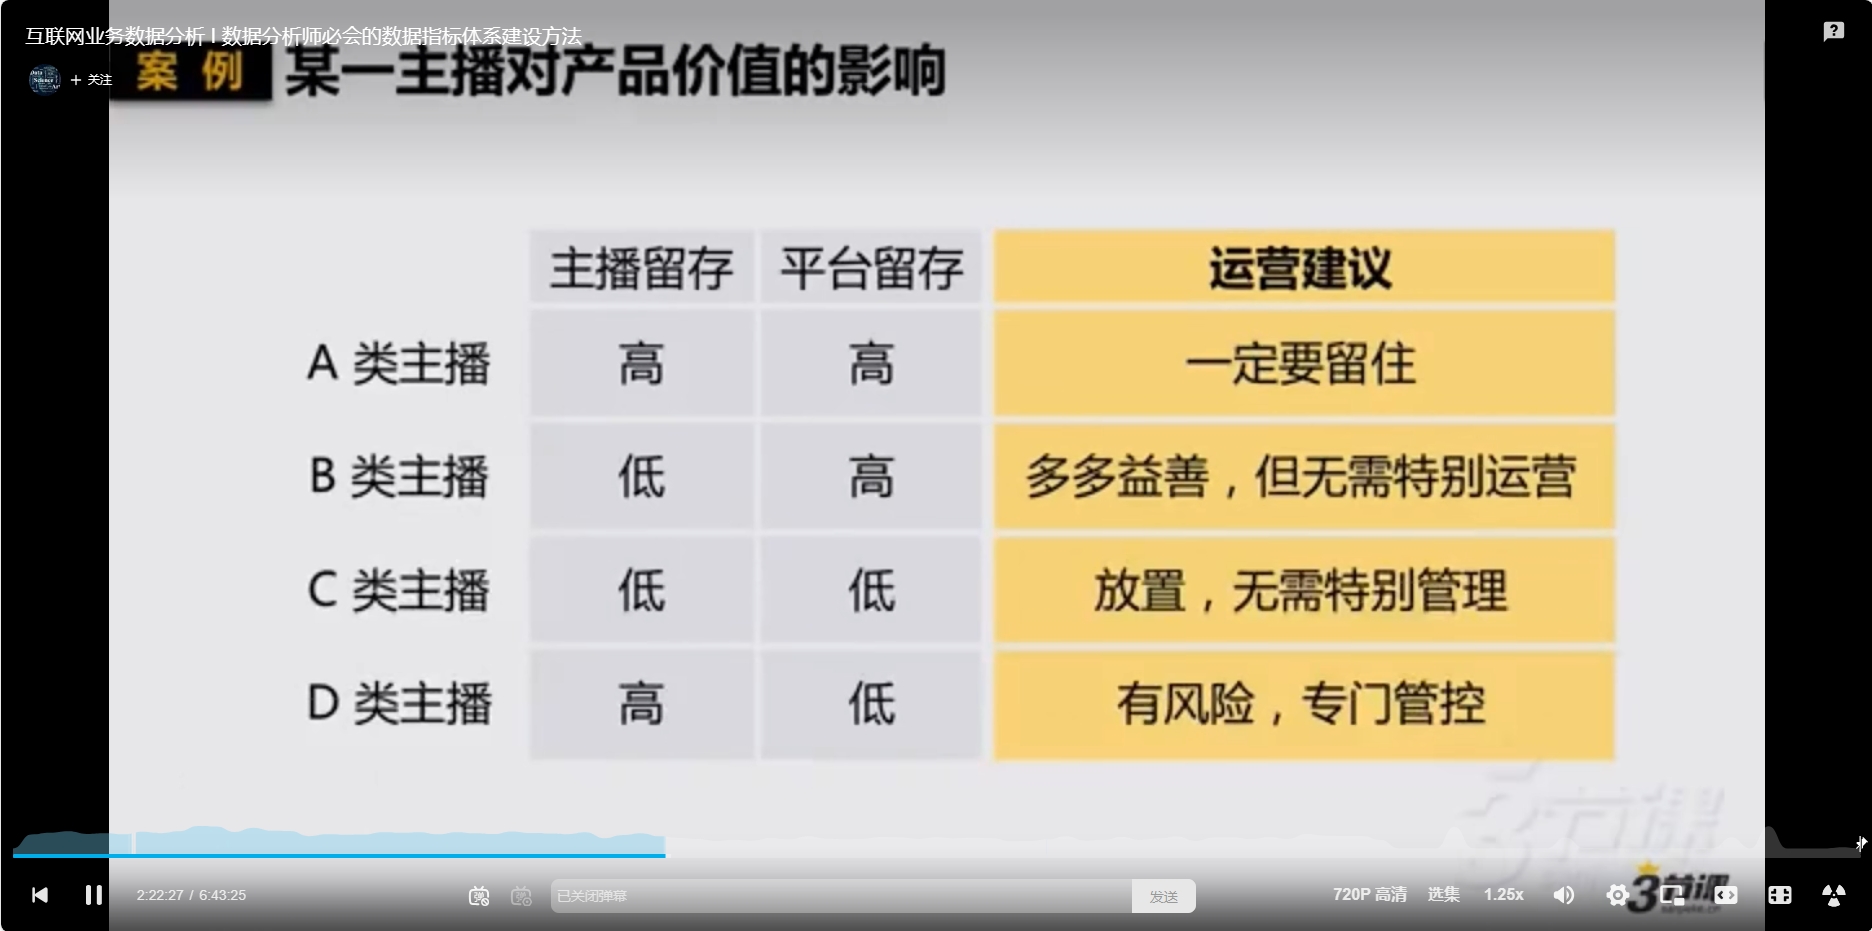 互联网业务数据分析 | 数据分析师必会的数据指标体系建设方法
+ 关注
案例 某一主播对产品价值的影响
主播留存 平台留存 运营建议
A 类主播 高 高 一定要留住
B 类主播 低 高 多多益善，但无需特别运营
C 类主播 低 低 放置，无需特别管理
D 类主播 高 低 有风险，专门管控
3节课
2:22:27 / 6:43:25 已关闭弹幕 发送 720P 高清 选集 1.25x
3节课